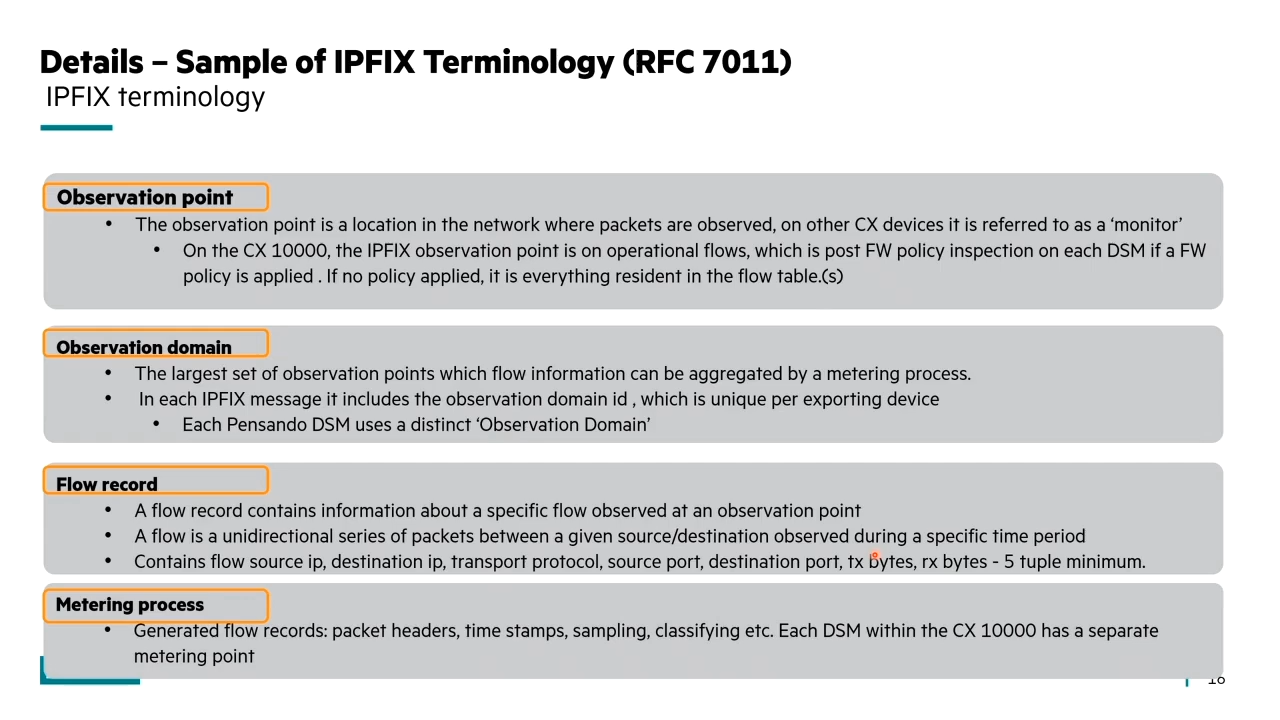 Details – Sample of IPFIX Terminology (RFC 7011)
IPFIX terminology
Observation point
• The observation point is a location in the network where packets are observed, on other CX devices it is referred to as a ‘monitor’
• On the CX 10000, the IPFIX observation point is on operational flows, which is post FW policy inspection on each DSM if a FW
policy is applied . If no policy applied, it is everything resident in the flow table.(s)
Observation domain
• The largest set of observation points which flow information can be aggregated by a metering process.
• In each IPFIX message it includes the observation domain id , which is unique per exporting device
• Each Pensando DSM uses a distinct ‘Observation Domain’
Flow record
• A flow record contains information about a specific flow observed at an observation point
• A flow is a unidirectional series of packets between a given source/destination observed during a specific time period
• Contains flow source ip, destination ip, transport protocol, source port, destination port, tx bytes, rx bytes - 5 tuple minimum.
Metering process
• Generated flow records: packet headers, time stamps, sampling, classifying etc. Each DSM within the CX 10000 has a separate
metering point